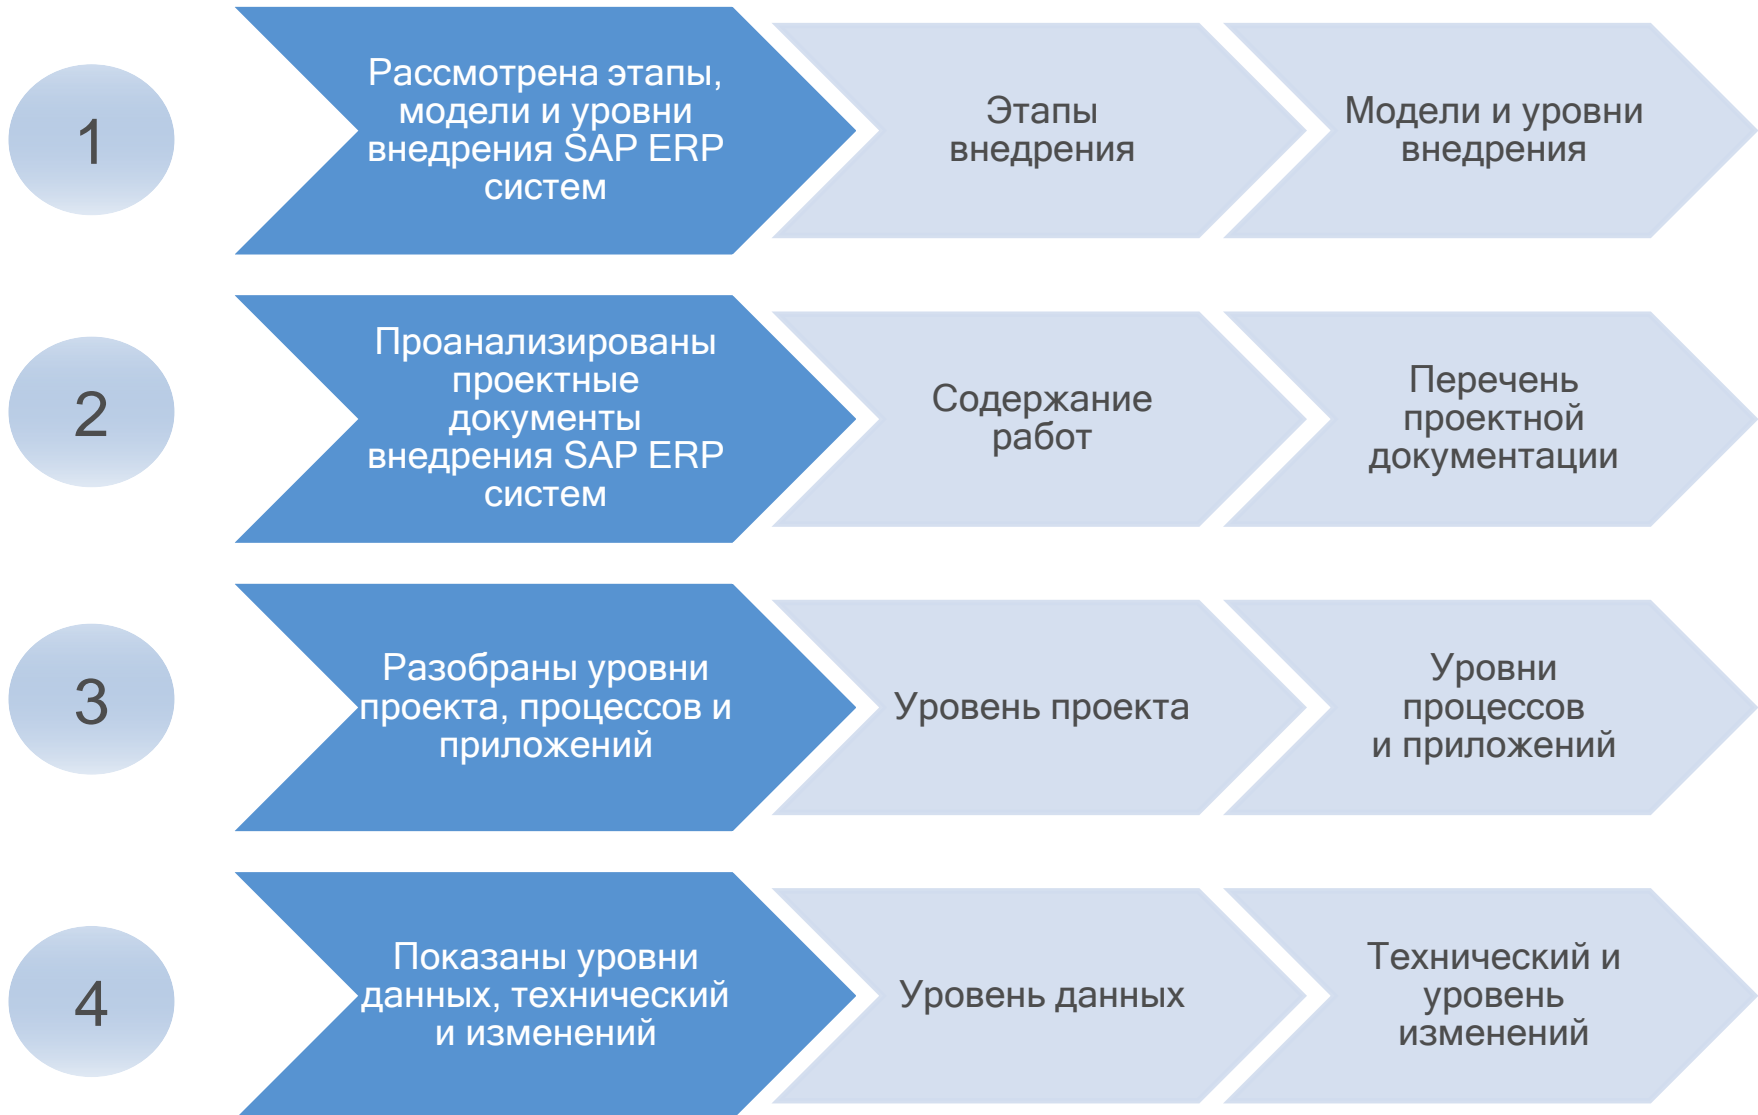 1
Рассмотрена этапы,
модели и уровни
внедрения SAP ERP
систем
Этапы
внедрения
Модели и уровни
внедрения
2
Проанализированы
проектные
документы
внедрения SAP ERP
систем
Содержание
работ
Перечень
проектной
документации
3
Разобраны уровни
проекта, процессов и
приложений
Уровень проекта
Уровни
процессов
и приложений
4
Показаны уровни
данных, технический
и изменений
Уровень данных
Технический и
уровень
изменений